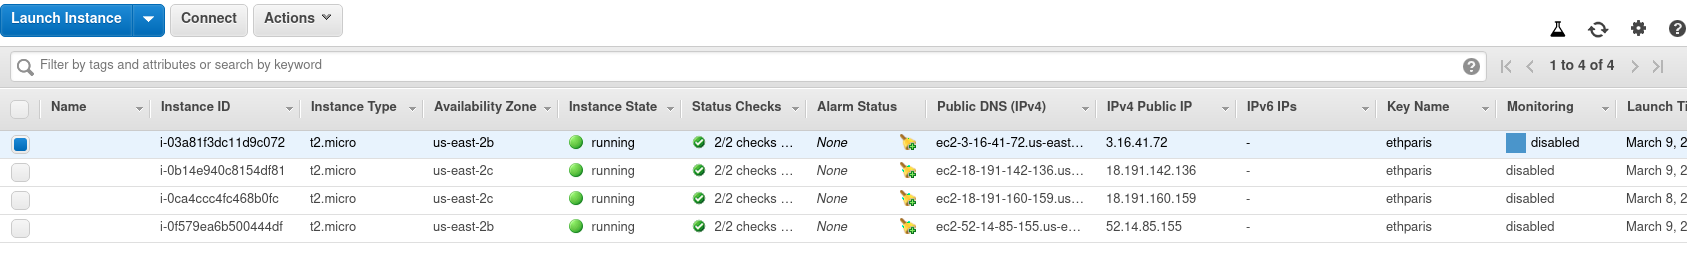 Launch Instance Connect Actions
Filter by tags and attributes or search by keyword ? 1 to 4 of 4 ?
Name Instance ID Instance Type Availability Zone Instance State Status Checks Alarm Status Public DNS (IPv4) IPv4 Public IP IPv6 IPs Key Name Monitoring Launch Ti
i-03a81f3dc11d9c072 t2.micro us-east-2b running 2/2 checks … None ec2-3-16-41-72.us-east… 3.16.41.72 - ethparis disabled March 9, 2
i-0b14e940c8154df81 t2.micro us-east-2c running 2/2 checks … None ec2-18-191-142-136.us… 18.191.142.136 - ethparis disabled March 9, 2
i-0ca4ccc4fc468b0fc t2.micro us-east-2c running 2/2 checks … None ec2-18-191-160-159.us… 18.191.160.159 - ethparis disabled March 8, 2
i-0f579ea6b500444df t2.micro us-east-2b running 2/2 checks … None ec2-52-14-85-155.us-e… 52.14.85.155 - ethparis disabled March 9, 2